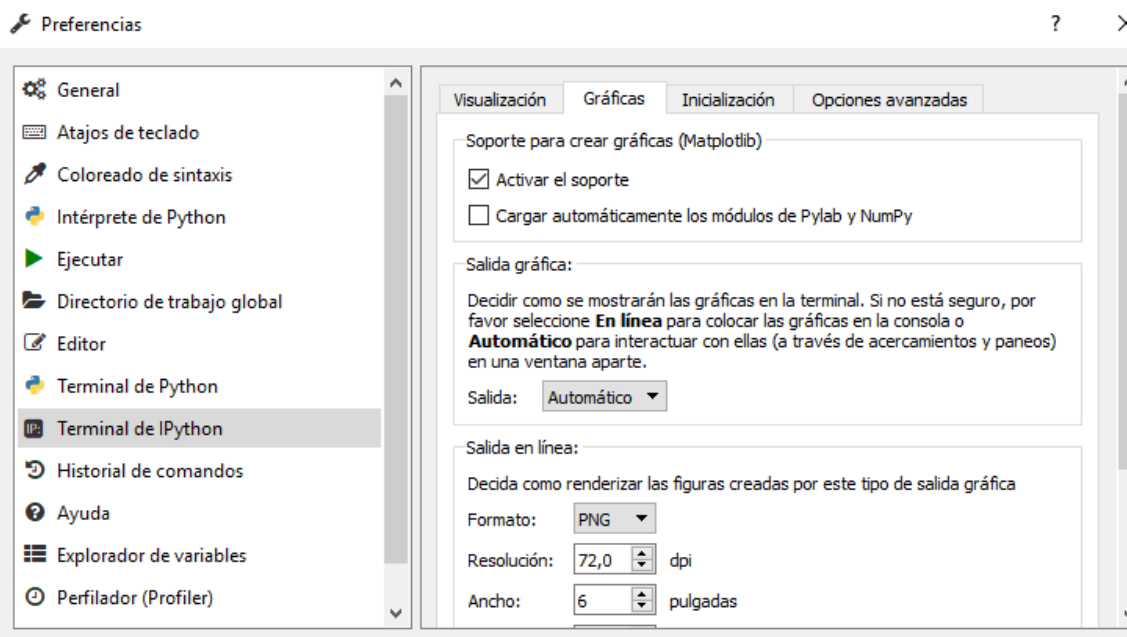 Preferencias
?
General
Atajos de teclado
Coloreado de sintaxis
Intérprete de Python
Ejecutar
Directorio de trabajo global
Editor
Terminal de Python
IP:
Terminal de IPython
Historial de comandos
Ayuda
Explorador de variables
Perfilador (Profiler)
Visualización Gráficas Inicialización Opciones avanzadas
Soporte para crear gráficas (Matplotlib)
Activar el soporte
Cargar automáticamente los módulos de Pylab y NumPy
Salida gráfica:
Decidir como se mostrarán las gráficas en la terminal. Si no está seguro, por
favor seleccione En línea para colocar las gráficas en la consola o
Automático para interactuar con ellas (a través de acercamientos y paneos)
en una ventana aparte.
Salida: Automático
Salida en línea:
Decida como renderizar las figuras creadas por este tipo de salida gráfica
Formato: PNG
Resolución: 72,0 dpi
Ancho: 6 pulgadas